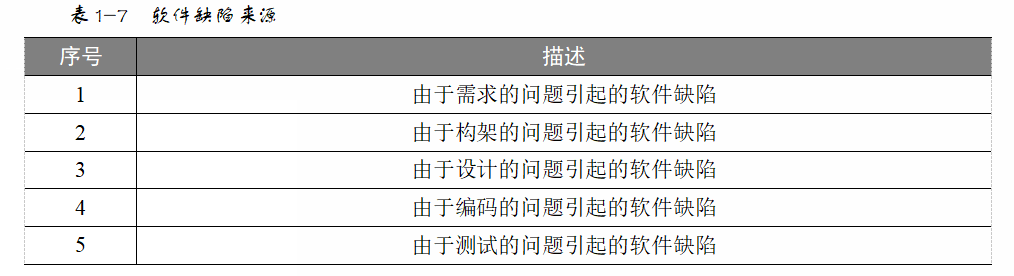 表 1-7 软件缺陷来源
序号 描述
1 由于需求的问题引起的软件缺陷
2 由于构架的问题引起的软件缺陷
3 由于设计的问题引起的软件缺陷
4 由于编码的问题引起的软件缺陷
5 由于测试的问题引起的软件缺陷